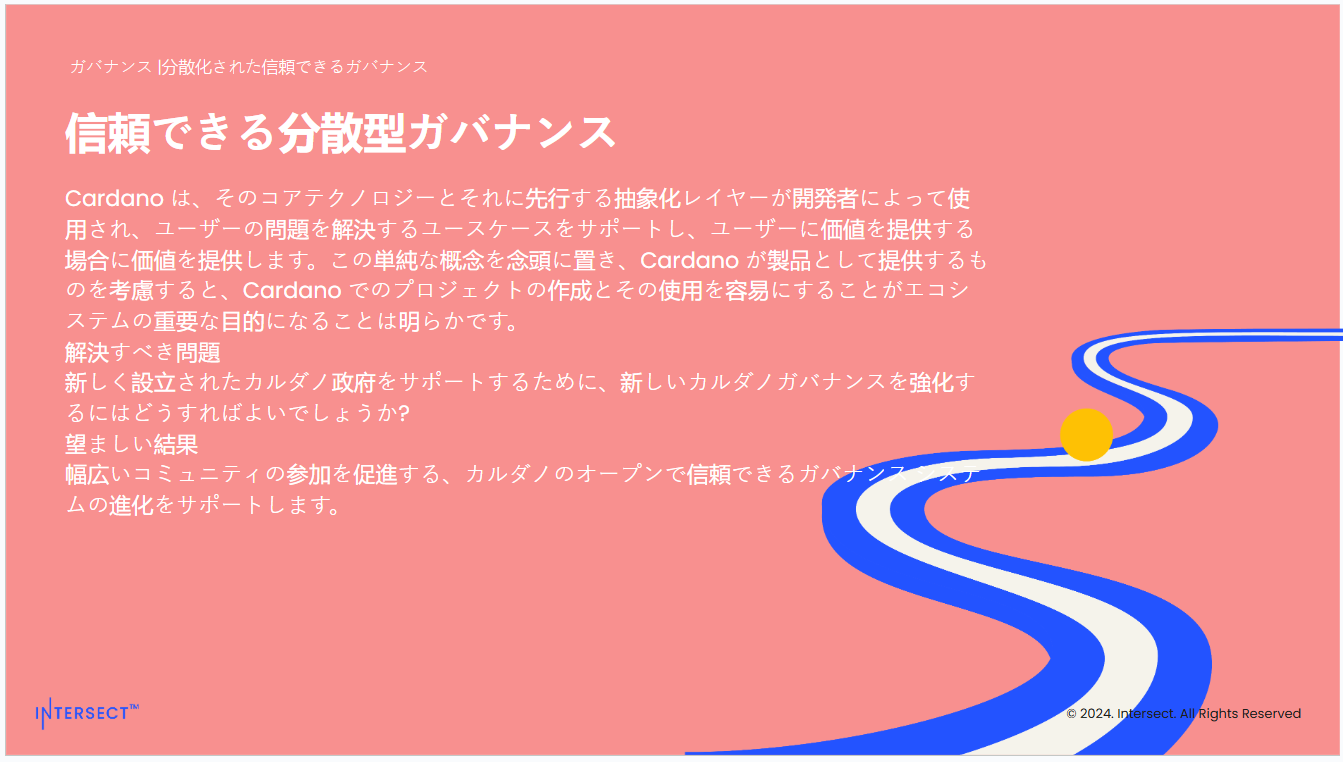 ガバナンス |分散化された信頼できるガバナンス
信頼できる分散型ガバナンス
Cardano は、そのコアテクノロジーとそれに先行する抽象化レイヤーが開発者によって使
用され、ユーザーの問題を解決するユースケースをサポートし、ユーザーに価値を提供する
場合に価値を提供します。この単純な概念を念頭に置き、Cardano が製品として提供するも
のを考慮すると、Cardano でのプロジェクトの作成とその使用を容易にすることがエコシ
ステムの重要な目的になることは明らかです。
解決すべき問題
新しく設立されたカルダノ政府をサポートするために、新しいカルダノガバナンスを強化す
るにはどうすればよいでしょうか?
望ましい結果
幅広いコミュニティの参加を促進する、カルダノのオープンで信頼できるガバナンスシステ
ムの進化をサポートします。
INTERSECT™
© 2024. Intersect. All Rights Reserved